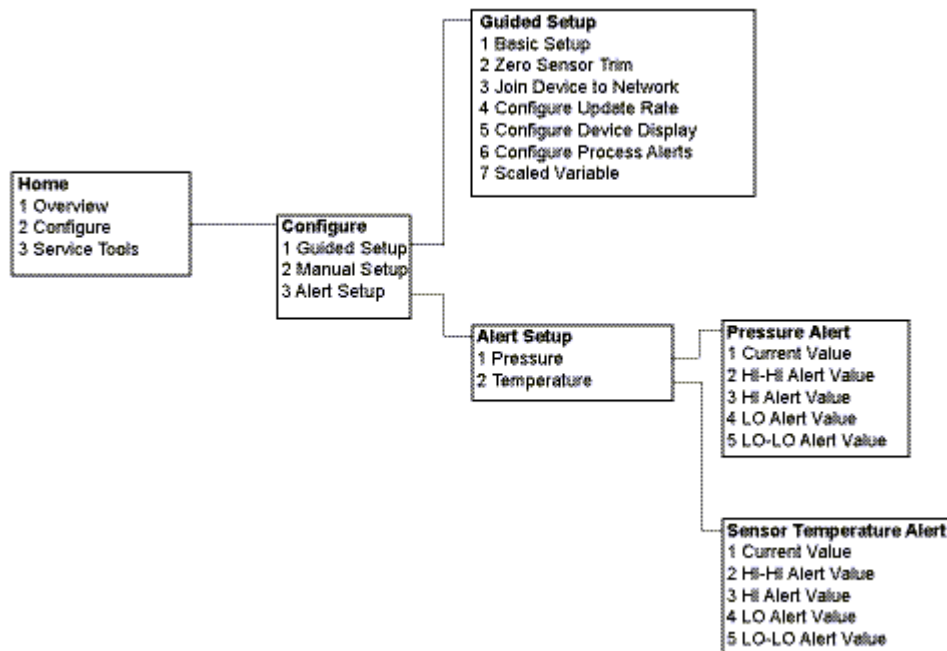 Guided Setup
1 Basic Setup
2 Zero Sensor Trim
3 Join Device to Network
4 Configure Update Rate
5 Configure Device Display
6 Configure Process Alerts
7 Scaled Variable
Home
1 Overview
2 Configure
3 Service Tools
Configure
1 Guided Setup
2 Manual Setup
3 Alert Setup
Alert Setup
1 Pressure
2 Temperature
Pressure Alert
1 Current Value
2 HI-HI Alert Value
3 HI Alert Value
4 LO Alert Value
5 LO-LO Alert Value
Sensor Temperature Alert
1 Current Value
2 HI-HI Alert Value
3 HI Alert Value
4 LO Alert Value
5 LO-LO Alert Value